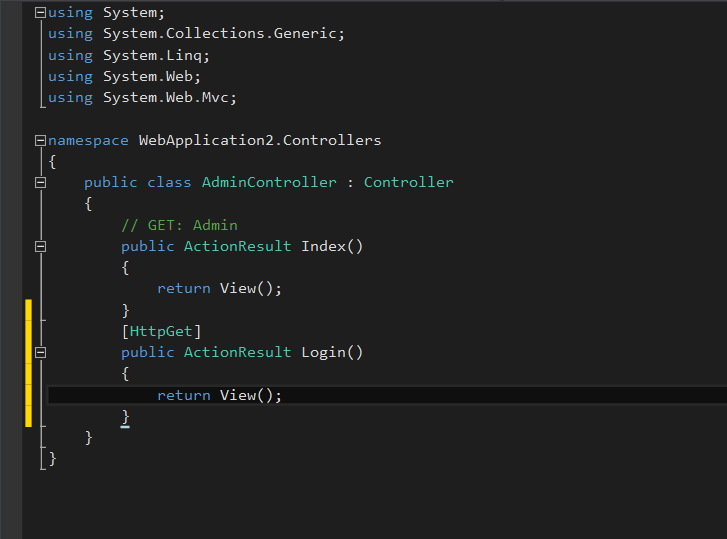 using System;
using System.Collections.Generic;
using System.Linq;
using System.Web;
using System.Web.Mvc;
namespace WebApplication2.Controllers
{
public class AdminController : Controller
{
// GET: Admin
public ActionResult Index()
{
return View();
}
[HttpGet]
public ActionResult Login()
{
return View();
}
}
}